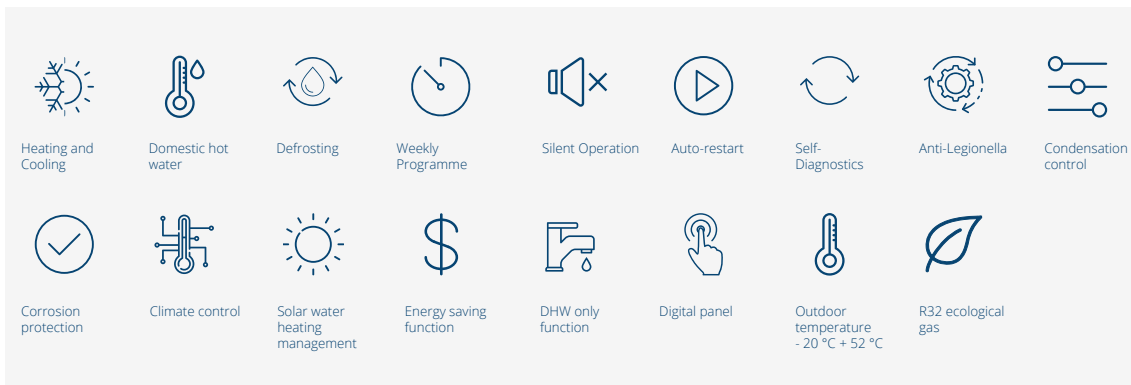 Heating and
Cooling
Domestic hot
water
Defrosting
Weekly
Programme
Silent Operation
Auto-restart
Self-
Diagnostics
Anti-Legionella
Condensation
control
Corrosion
protection
Climate control
Solar water
heating
management
Energy saving
function
DHW only
function
Digital panel
Outdoor
temperature
- 20 °C + 52 °C
R32 ecological
gas